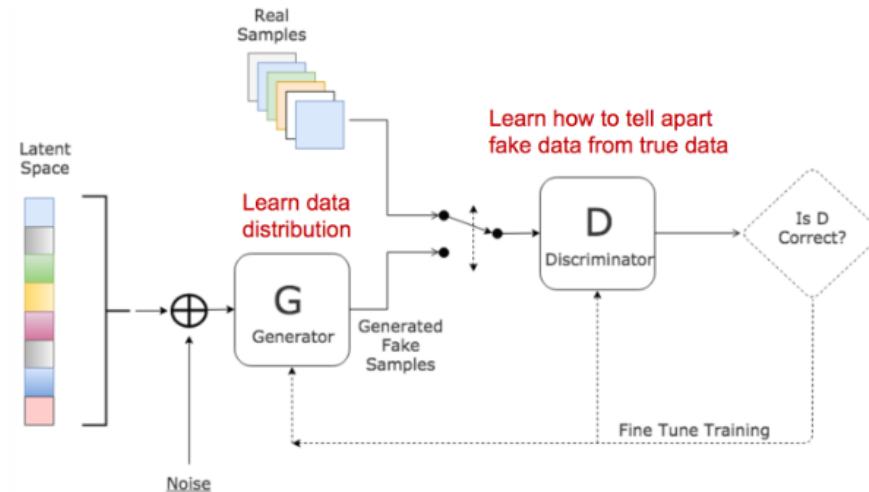 Real
Samples
Learn how to tell apart
fake data from true data
Latent
Space
Learn data
distribution
Is D
Correct?
D
Discriminator
G
Generator
Generated
Fake
Samples
Fine Tune Training
Noise